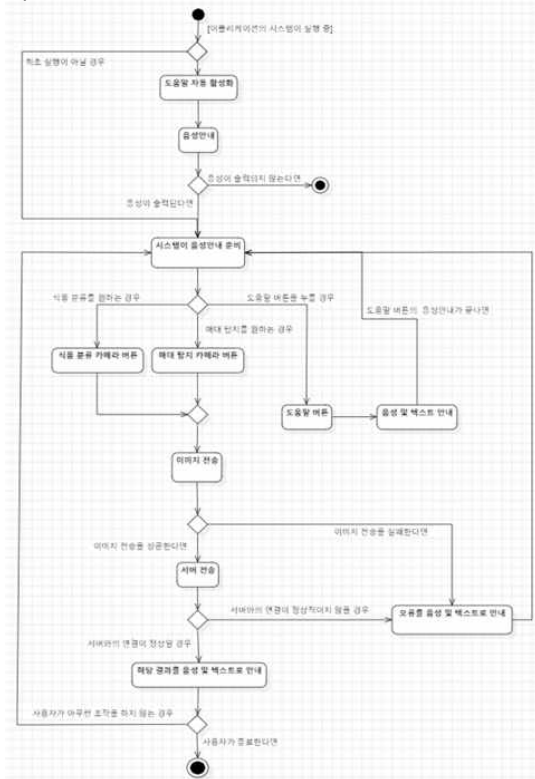 [어플리케이션의 시스템이 실행 중]
최초 실행이 아닐 경우
도움말 자동 활성화
음성안내
음성이 출력되지 않는다면
음성이 출력된다면
시스템이 음성안내 준비
식품 분류를 원하는 경우
도움말 버튼을 누를 경우
매대 탐지를 원하는 경우
도움말 버튼의 음성안내가 끝나면
식품 분류 카메라 버튼
매대 탐지 카메라 버튼
도움말 버튼
음성 및 텍스트 안내
이미지 전송
이미지 전송을 실패한다면
이미지 전송을 성공한다면
서버 전송
서버와의 연결이 정상적이지 않을 경우
오류를 음성 및 텍스트로 안내
서버와의 연결이 정상일 경우
해당 결과를 음성 및 텍스트로 안내
사용자가 아무런 조작을 하지 않는 경우
사용자가 종료한다면